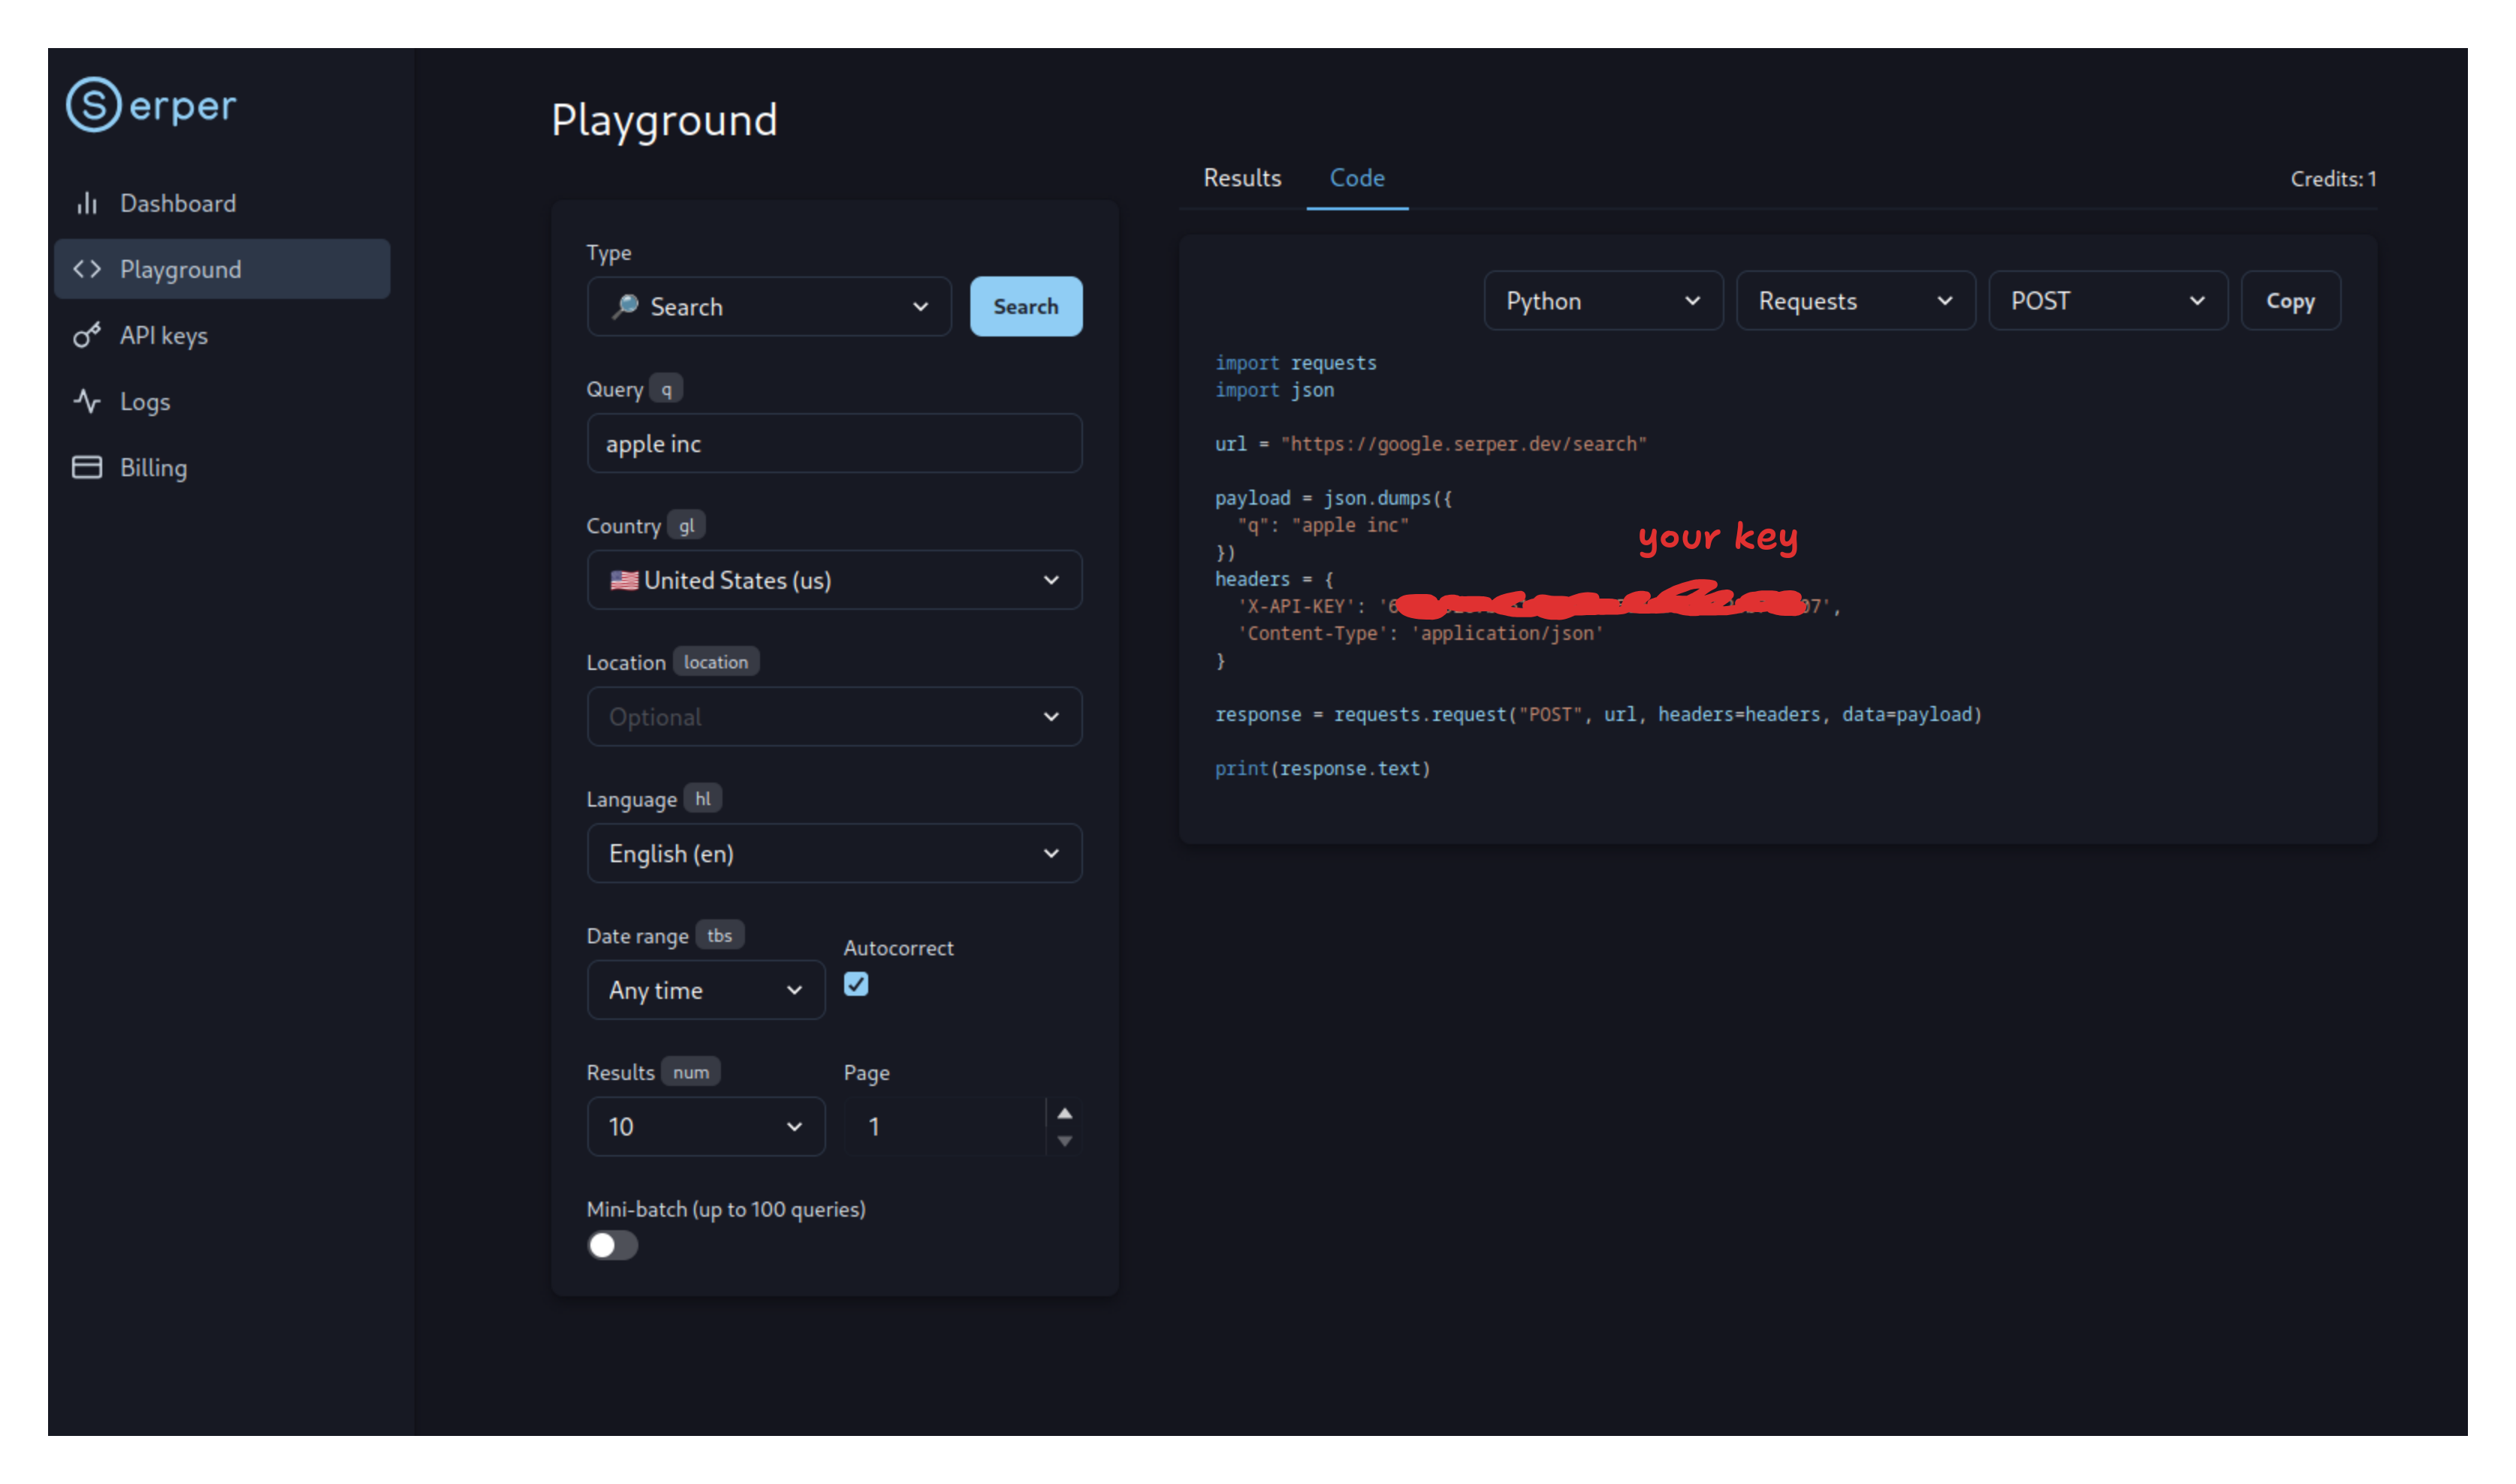 Serper
Dashboard
Playground
API keys
Logs
Billing
Playground
Type
Search
Search
Query q
apple inc
Country gl
United States (us)
Location location
Optional
Language hl
English (en)
Date range tbs
Autocorrect
Any time
Results num
Page
10
1
Mini-batch (up to 100 queries)
Results Code
Credits: 1
Python
Requests
POST
Copy
import requests
import json
url = "https://google.serper.dev/search"
payload = json.dumps({
"q": "apple inc"
})
your key
headers = {
'X-API-KEY': '6 07',
'Content-Type': 'application/json'
}
response = requests.request("POST", url, headers=headers, data=payload)
print(response.text)